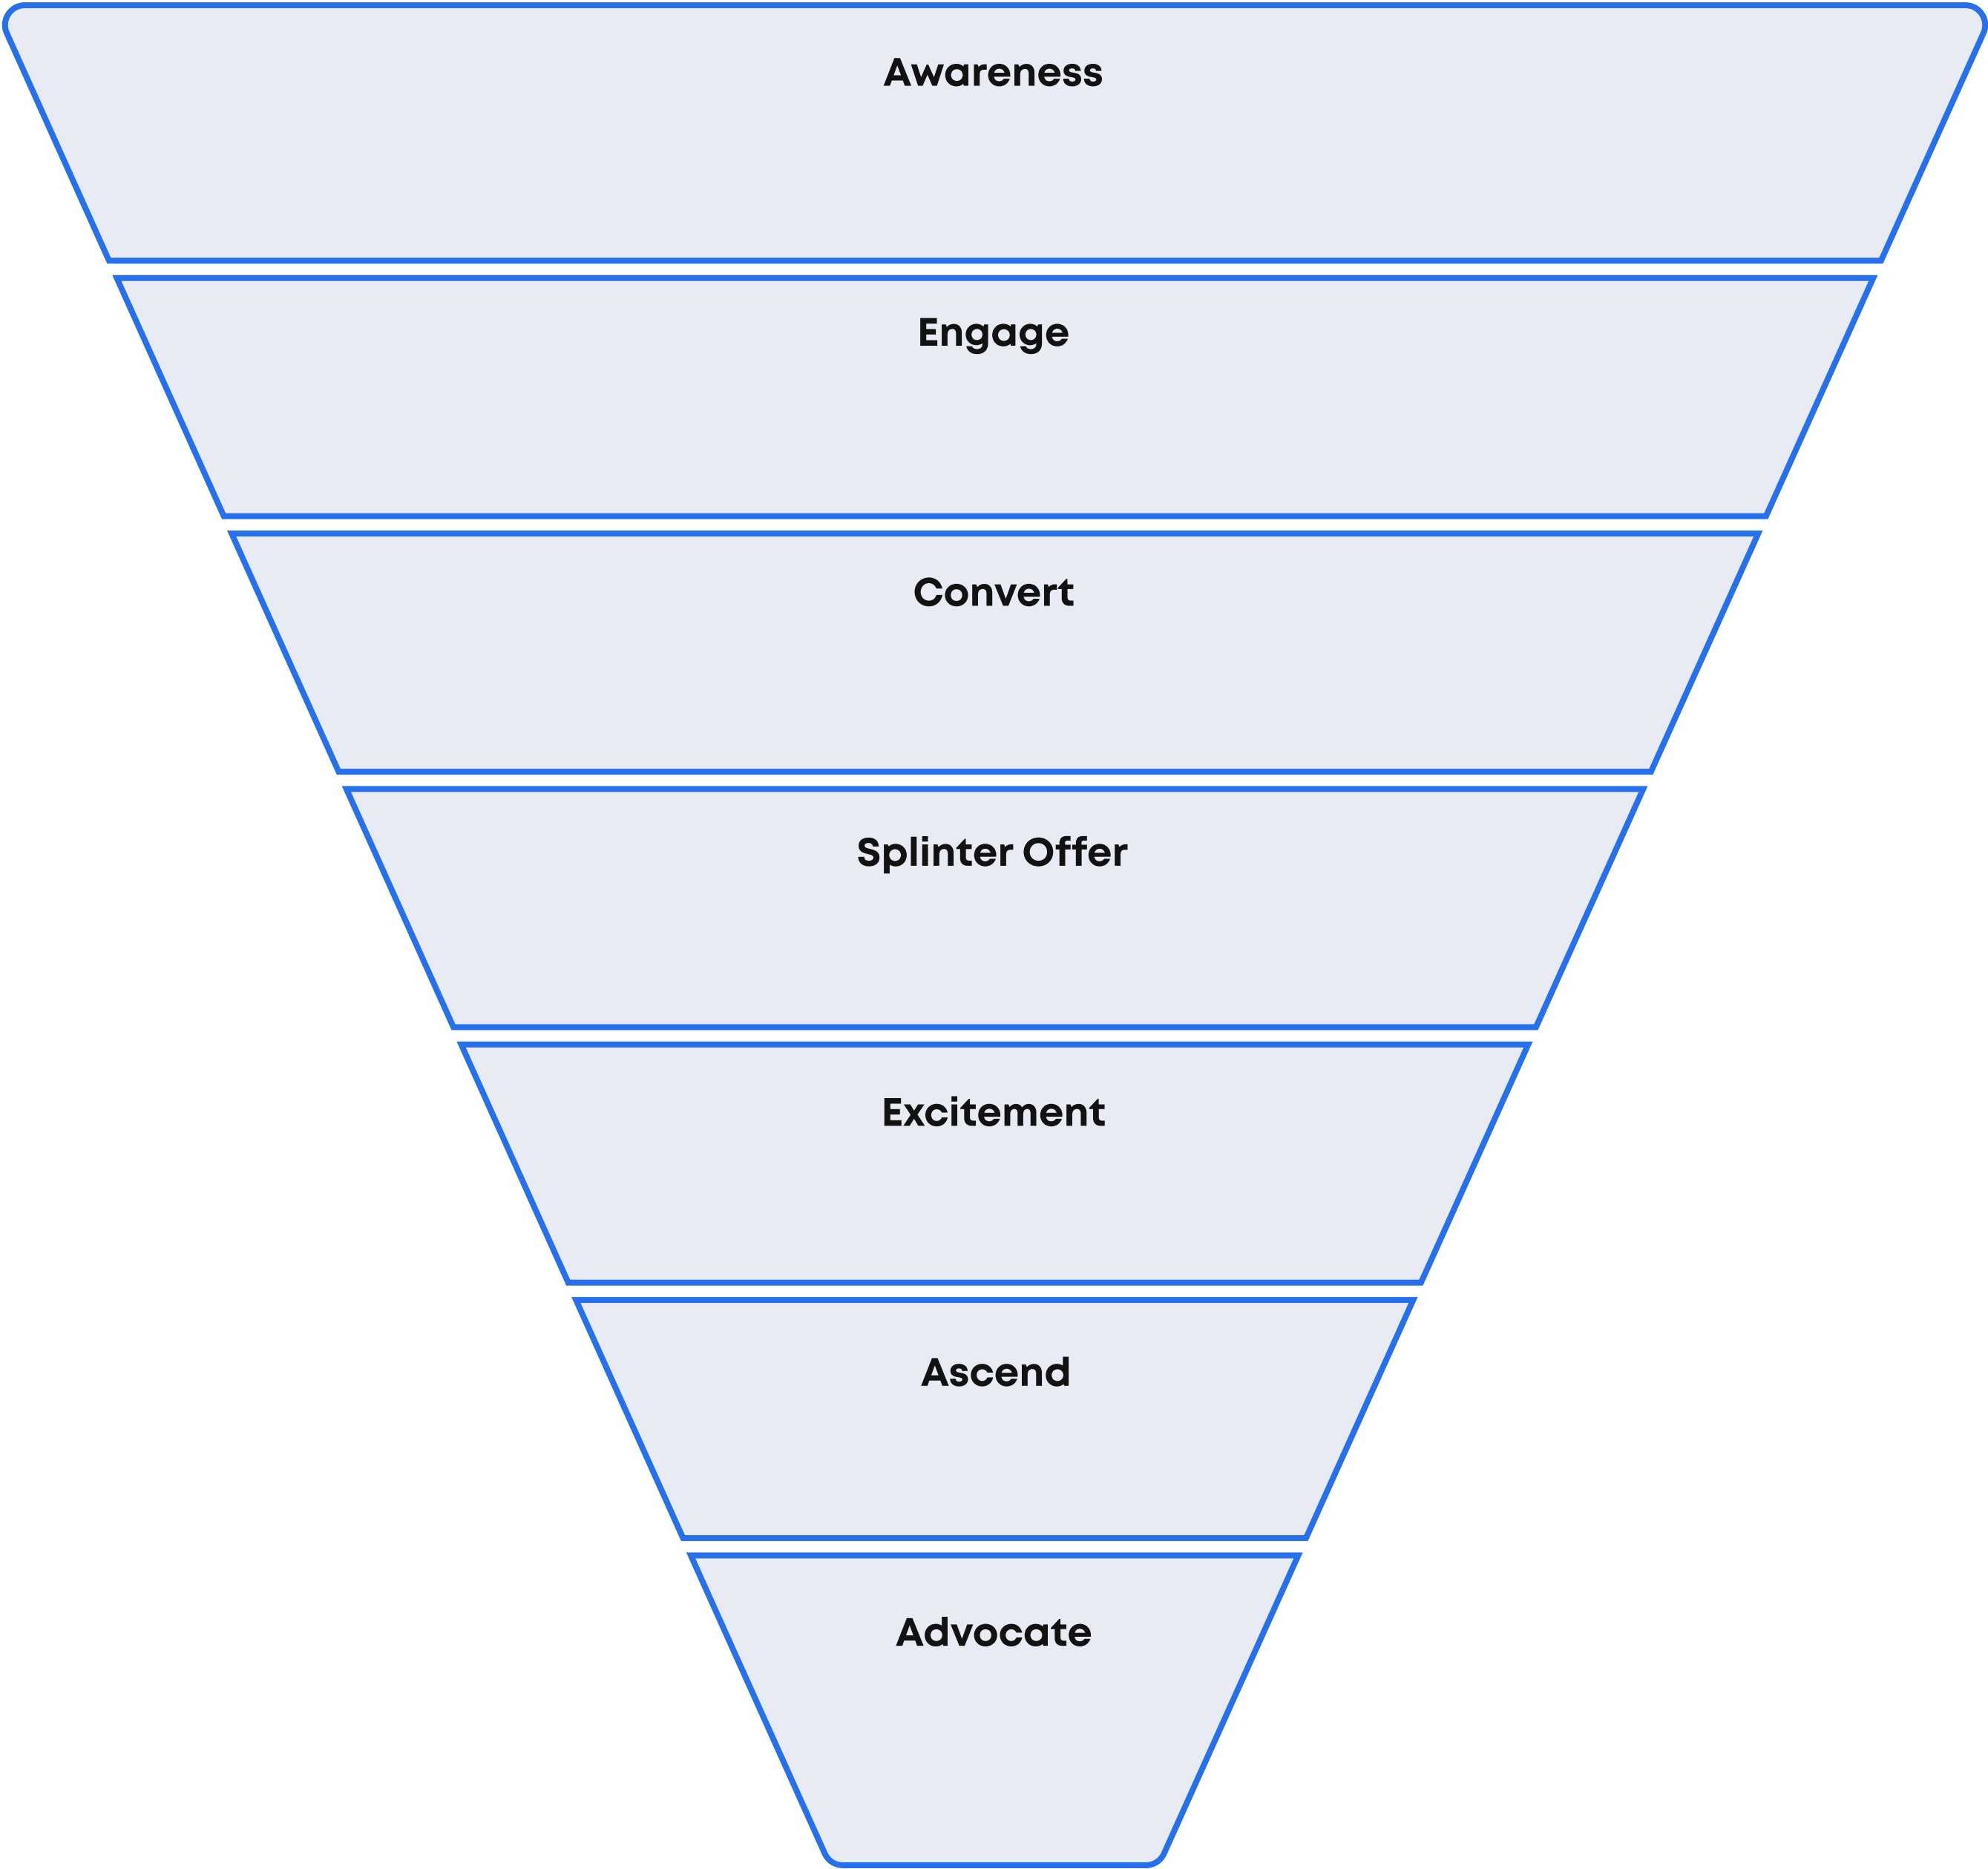 Awareness
Engage
Convert
Splinter Offer
Excitement
Ascend
Advocate